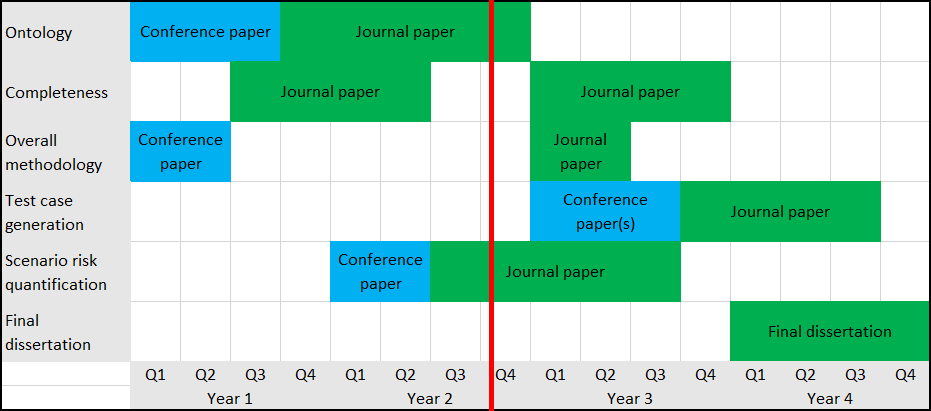 Ontology
Conference paper
Journal paper
Completeness
Journal paper
Journal paper
Overall
methodology
Conference
paper
Journal
paper
Test case
generation
Conference
paper(s)
Journal paper
Scenario risk
quantification
Conference
paper
Journal paper
Final
dissertation
Final dissertation
Q1 Q2 Q3 Q4 Q1 Q2 Q3 Q4 Q1 Q2 Q3 Q4 Q1 Q2 Q3 Q4
Year 1 Year 2 Year 3 Year 4